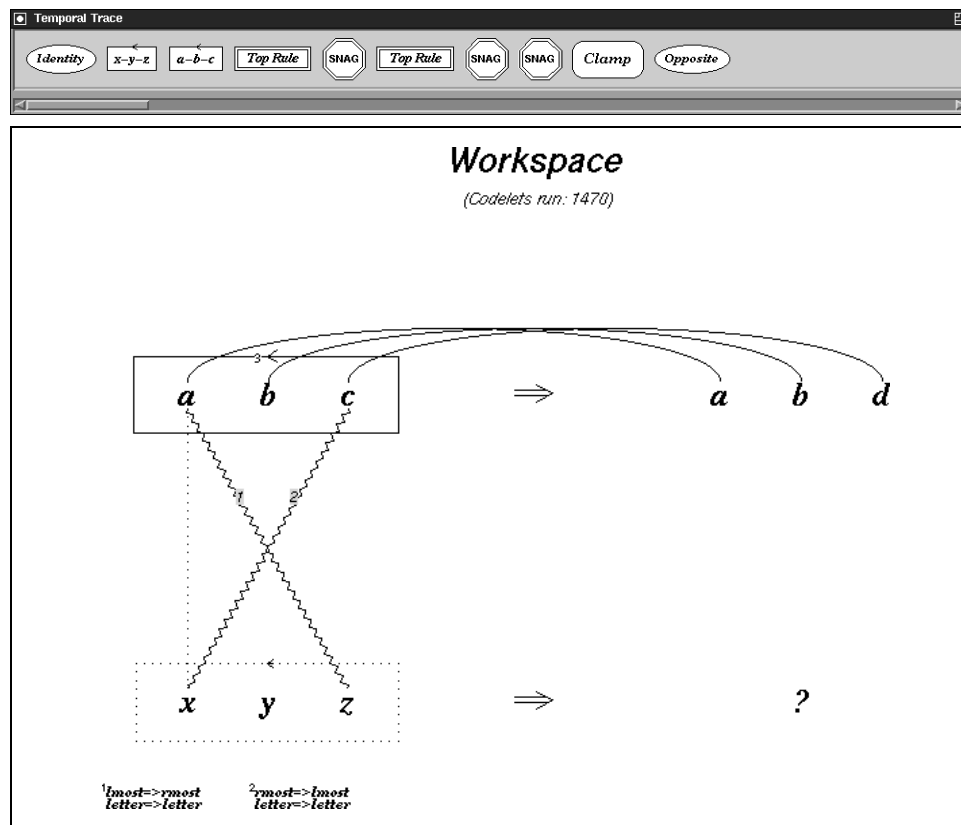 Temporal Trace
Identity x-y-z a-b-c Top Rule SNAG Top Rule SNAG SNAG Clamp Opposite
Workspace
(Codelets run: 1470)
3
a b c ⇒ a b d
1 2
x y z ⇒ ?
1lmost=>rmost 2rmost=>lmost
letter=>letter letter=>letter